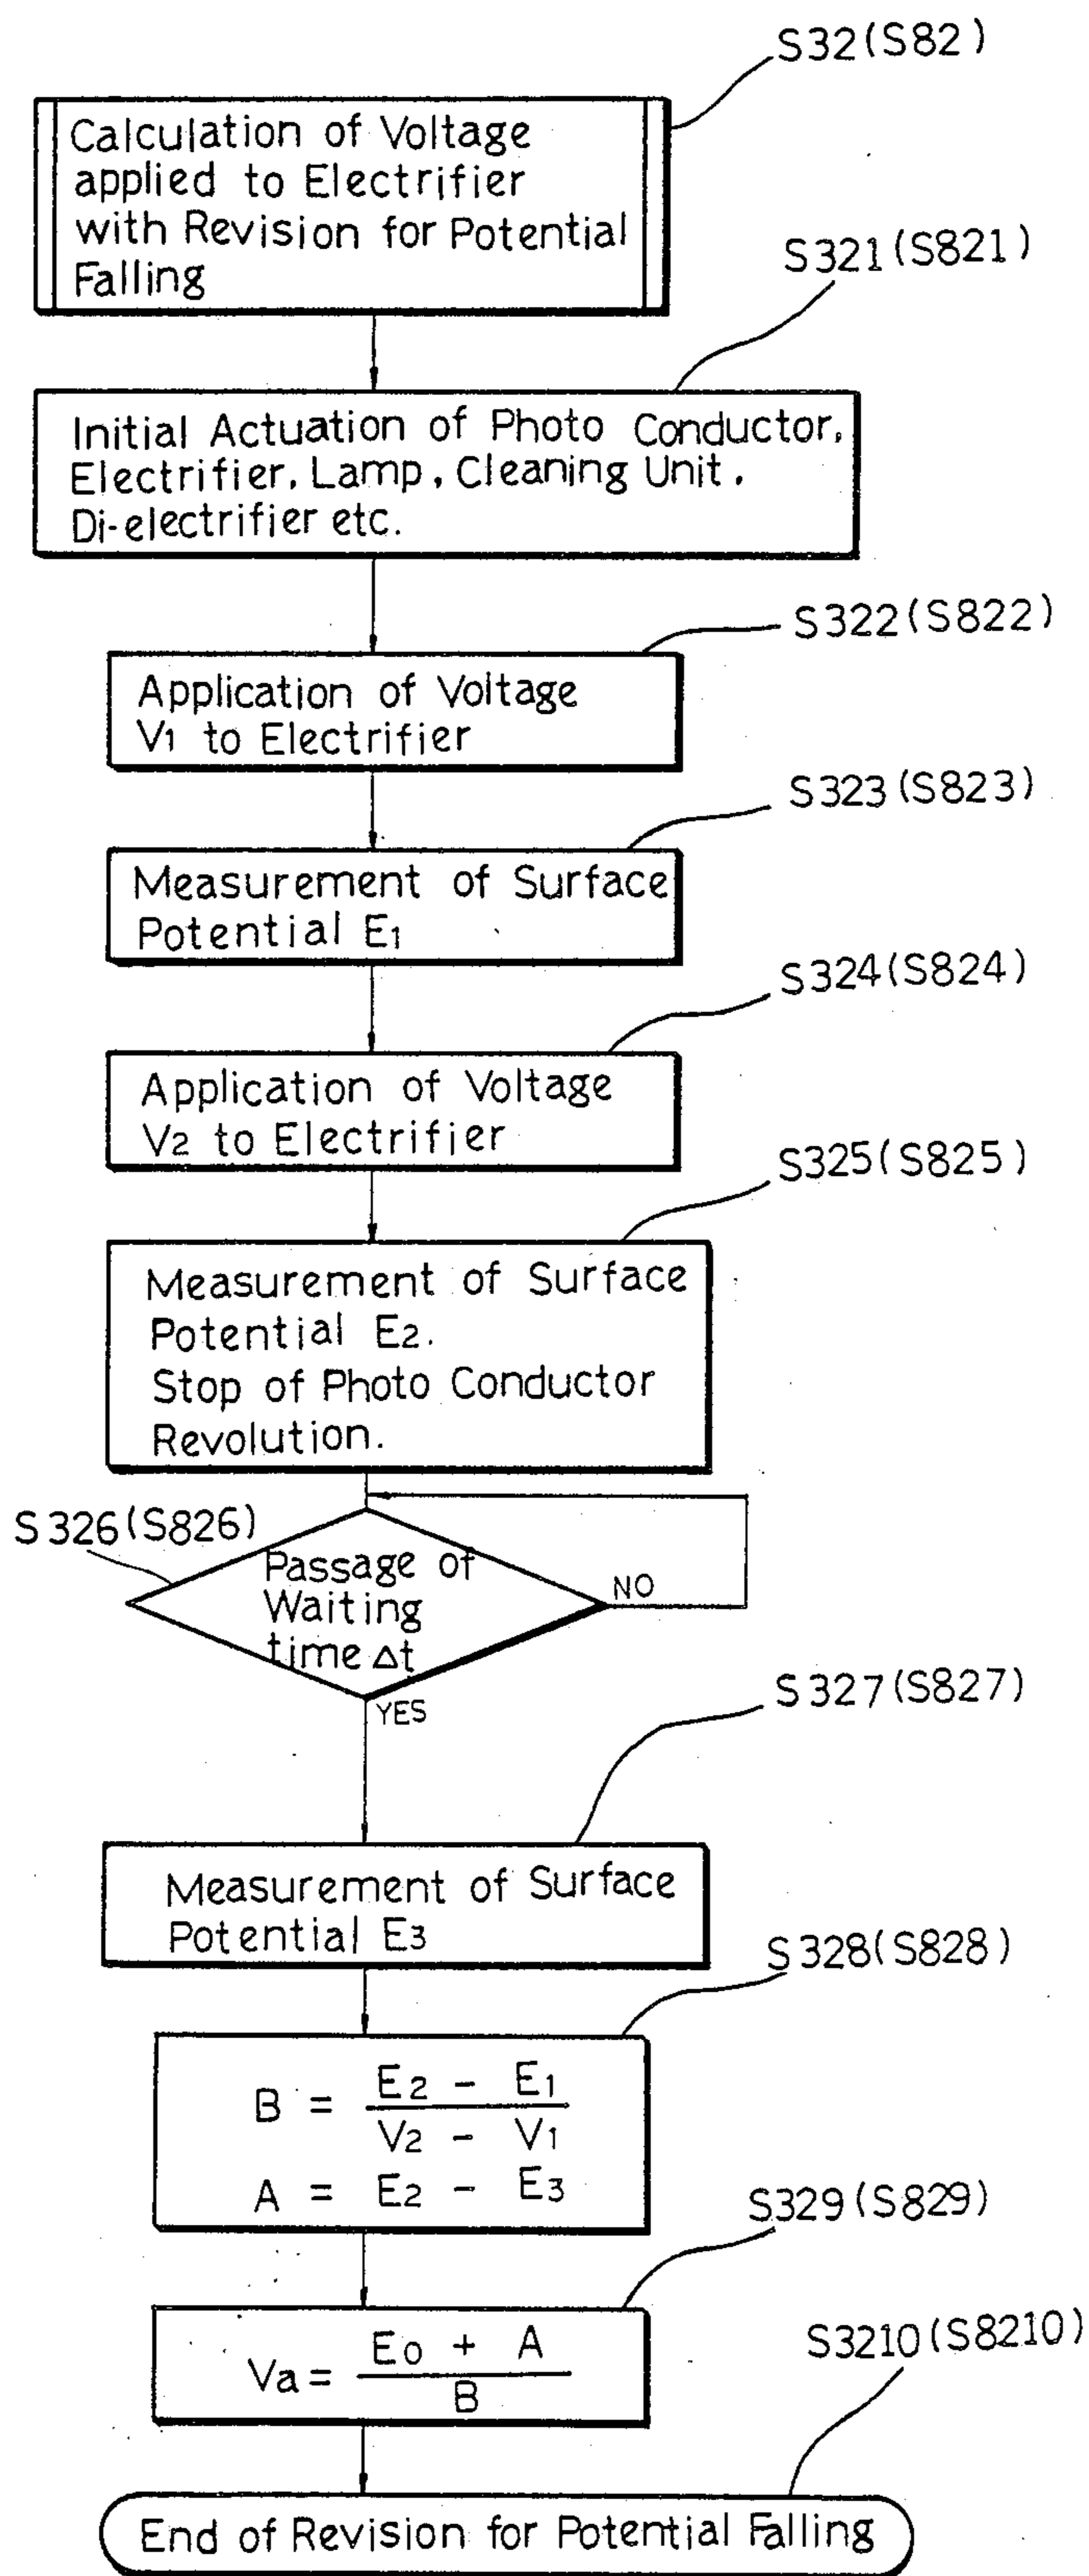 S32(S82)
Calculation of Voltage
applied to Electrifier
with Revision for Potential
Falling
S321(S821)
Initial Actuation of Photo Conductor,
Electrifier, Lamp, Cleaning Unit,
Di-electrifier etc.
S322(S822)
Application of Voltage
V1 to Electrifier
S323(S823)
Measurement of Surface
Potential E1
S324(S824)
Application of Voltage
V2 to Electrifier
S325(S825)
Measurement of Surface
Potential E2.
Stop of Photo Conductor
Revolution.
S326(S826)
Passage of
Waiting
time Δt
NO
YES
S327(S827)
Measurement of Surface
Potential E3
S328(S828)
B = E2 - E1 / V2 - V1
A = E2 - E3
S329(S829)
Va = E0 + A / B
S3210(S8210)
End of Revision for Potential Falling